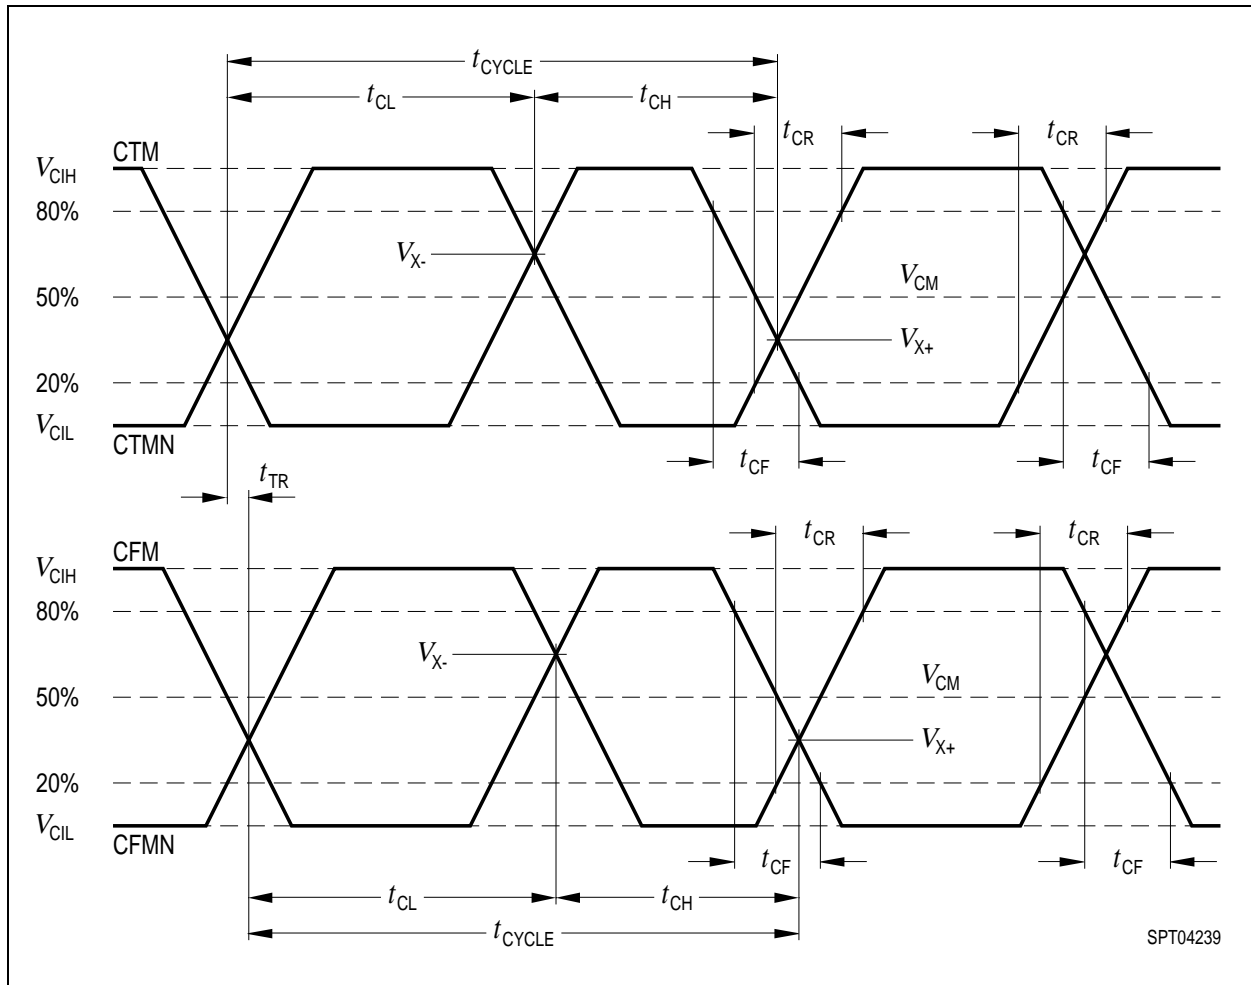 tCYCLE
tCL tCH
tCR tCR
CTM
VCIH
80%
VX-
50% VCM
VX+
20%
VCIL
CTMN
tCF tCF
tTR
tCR tCR
CFM
VCIH
80%
VX-
50% VCM
VX+
20%
VCIL
CFMN
tCF tCF
tCL tCH
tCYCLE
SPT04239